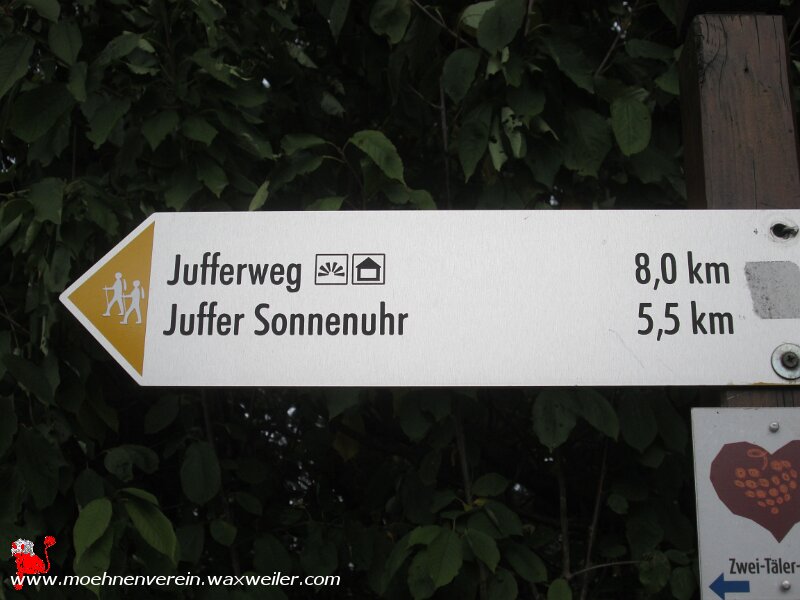 Jufferweg 8,0 km
Juffer Sonnenuhr 5,5 km
Zwei-Täler-
www.moehnenverein.waxweiler.com